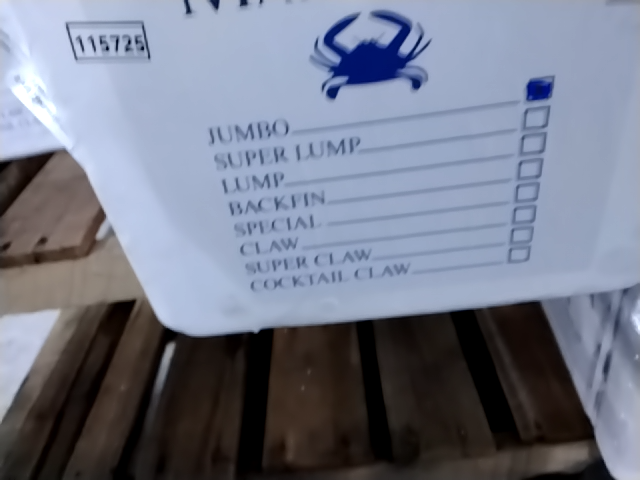 115725
JUMBO
SUPER LUMP
LUMP
BACKFIN
SPECIAL
CLAW
SUPER CLAW
COCKTAIL CLAW